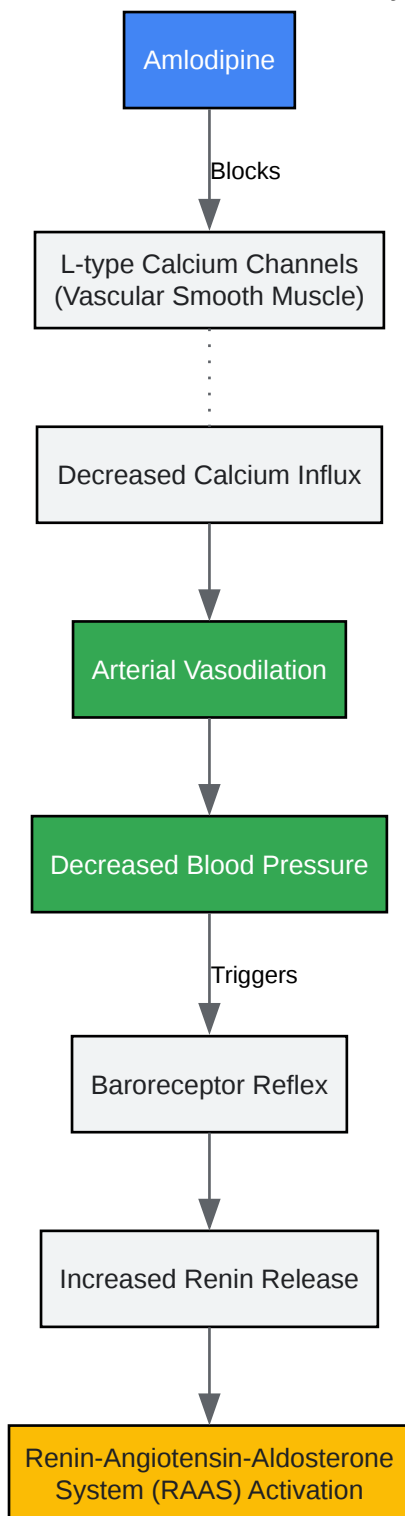 Amlodipine
Blocks
L-type Calcium Channels
(Vascular Smooth Muscle)
Decreased Calcium Influx
Arterial Vasodilation
Decreased Blood Pressure
Triggers
Baroreceptor Reflex
Increased Renin Release
Renin-Angiotensin-Aldosterone
System (RAAS) Activation